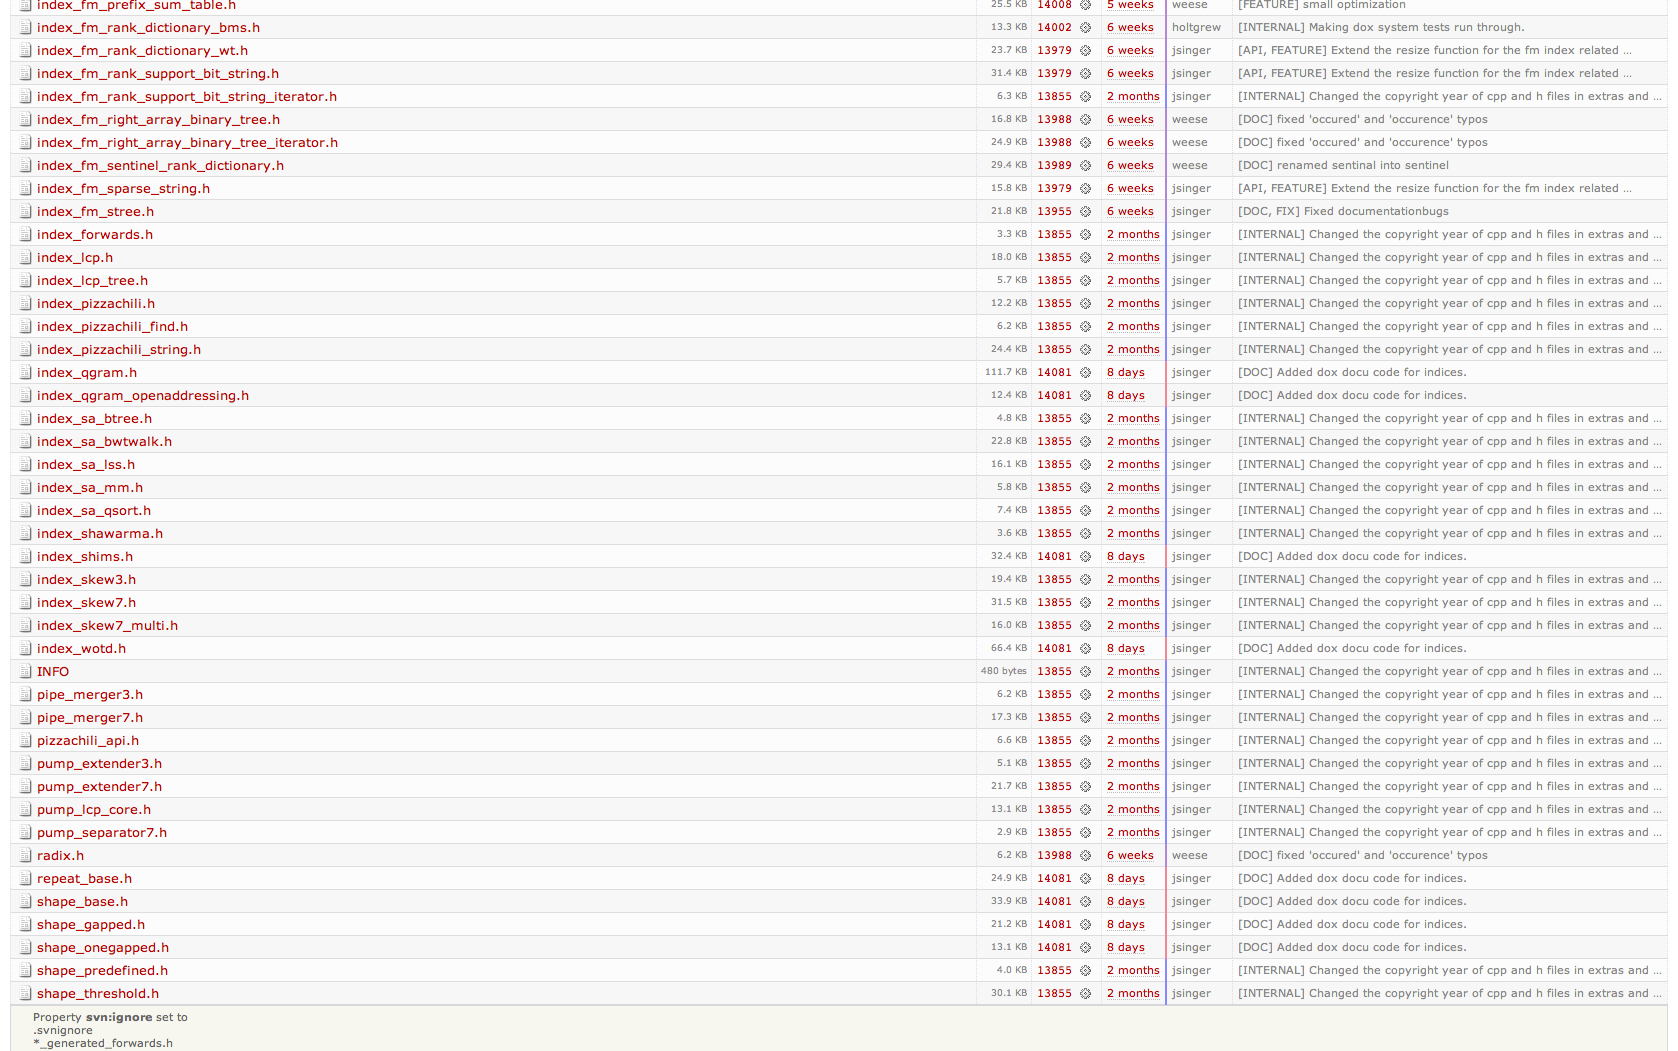 index_fm_prefix_sum_table.h 25.5 KB 14008 5 weeks weese [FEATURE] small optimization
index_fm_rank_dictionary_bms.h 13.3 KB 14002 6 weeks holtgrew [INTERNAL] Making dox system tests run through.
index_fm_rank_dictionary_wt.h 23.7 KB 13979 6 weeks jsinger [API, FEATURE] Extend the resize function for the fm index related ...
index_fm_rank_support_bit_string.h 31.4 KB 13979 6 weeks jsinger [API, FEATURE] Extend the resize function for the fm index related ...
index_fm_rank_support_bit_string_iterator.h 6.3 KB 13855 2 months jsinger [INTERNAL] Changed the copyright year of cpp and h files in extras and ...
index_fm_right_array_binary_tree.h 16.8 KB 13988 6 weeks weese [DOC] fixed 'occured' and 'occurence' typos
index_fm_right_array_binary_tree_iterator.h 24.9 KB 13988 6 weeks weese [DOC] fixed 'occured' and 'occurence' typos
index_fm_sentinel_rank_dictionary.h 29.4 KB 13989 6 weeks weese [DOC] renamed sentinal into sentinel
index_fm_sparse_string.h 15.8 KB 13979 6 weeks jsinger [API, FEATURE] Extend the resize function for the fm index related ...
index_fm_stree.h 21.8 KB 13955 6 weeks jsinger [DOC, FIX] Fixed documentationbugs
index_forwards.h 3.3 KB 13855 2 months jsinger [INTERNAL] Changed the copyright year of cpp and h files in extras and ...
index_lcp.h 18.0 KB 13855 2 months jsinger [INTERNAL] Changed the copyright year of cpp and h files in extras and ...
index_lcp_tree.h 5.7 KB 13855 2 months jsinger [INTERNAL] Changed the copyright year of cpp and h files in extras and ...
index_pizzachili.h 12.2 KB 13855 2 months jsinger [INTERNAL] Changed the copyright year of cpp and h files in extras and ...
index_pizzachili_find.h 6.2 KB 13855 2 months jsinger [INTERNAL] Changed the copyright year of cpp and h files in extras and ...
index_pizzachili_string.h 24.4 KB 13855 2 months jsinger [INTERNAL] Changed the copyright year of cpp and h files in extras and ...
index_qgram.h 111.7 KB 14081 8 days jsinger [DOC] Added dox docu code for indices.
index_qgram_openaddressing.h 12.4 KB 14081 8 days jsinger [DOC] Added dox docu code for indices.
index_sa_btree.h 4.8 KB 13855 2 months jsinger [INTERNAL] Changed the copyright year of cpp and h files in extras and ...
index_sa_bwtwalk.h 22.8 KB 13855 2 months jsinger [INTERNAL] Changed the copyright year of cpp and h files in extras and ...
index_sa_lss.h 16.1 KB 13855 2 months jsinger [INTERNAL] Changed the copyright year of cpp and h files in extras and ...
index_sa_mm.h 5.8 KB 13855 2 months jsinger [INTERNAL] Changed the copyright year of cpp and h files in extras and ...
index_sa_qsort.h 7.4 KB 13855 2 months jsinger [INTERNAL] Changed the copyright year of cpp and h files in extras and ...
index_shawarma.h 3.6 KB 13855 2 months jsinger [INTERNAL] Changed the copyright year of cpp and h files in extras and ...
index_shims.h 32.4 KB 14081 8 days jsinger [DOC] Added dox docu code for indices.
index_skew3.h 19.4 KB 13855 2 months jsinger [INTERNAL] Changed the copyright year of cpp and h files in extras and ...
index_skew7.h 31.5 KB 13855 2 months jsinger [INTERNAL] Changed the copyright year of cpp and h files in extras and ...
index_skew7_multi.h 16.0 KB 13855 2 months jsinger [INTERNAL] Changed the copyright year of cpp and h files in extras and ...
index_wotd.h 66.4 KB 14081 8 days jsinger [DOC] Added dox docu code for indices.
INFO 480 bytes 13855 2 months jsinger [INTERNAL] Changed the copyright year of cpp and h files in extras and ...
pipe_merger3.h 6.2 KB 13855 2 months jsinger [INTERNAL] Changed the copyright year of cpp and h files in extras and ...
pipe_merger7.h 17.3 KB 13855 2 months jsinger [INTERNAL] Changed the copyright year of cpp and h files in extras and ...
pizzachili_api.h 6.6 KB 13855 2 months jsinger [INTERNAL] Changed the copyright year of cpp and h files in extras and ...
pump_extender3.h 5.1 KB 13855 2 months jsinger [INTERNAL] Changed the copyright year of cpp and h files in extras and ...
pump_extender7.h 21.7 KB 13855 2 months jsinger [INTERNAL] Changed the copyright year of cpp and h files in extras and ...
pump_lcp_core.h 13.1 KB 13855 2 months jsinger [INTERNAL] Changed the copyright year of cpp and h files in extras and ...
pump_separator7.h 2.9 KB 13855 2 months jsinger [INTERNAL] Changed the copyright year of cpp and h files in extras and ...
radix.h 6.2 KB 13988 6 weeks weese [DOC] fixed 'occured' and 'occurence' typos
repeat_base.h 24.9 KB 14081 8 days jsinger [DOC] Added dox docu code for indices.
shape_base.h 33.9 KB 14081 8 days jsinger [DOC] Added dox docu code for indices.
shape_gapped.h 21.2 KB 14081 8 days jsinger [DOC] Added dox docu code for indices.
shape_onegapped.h 13.1 KB 14081 8 days jsinger [DOC] Added dox docu code for indices.
shape_predefined.h 4.0 KB 13855 2 months jsinger [INTERNAL] Changed the copyright year of cpp and h files in extras and ...
shape_threshold.h 30.1 KB 13855 2 months jsinger [INTERNAL] Changed the copyright year of cpp and h files in extras and ...
Property svn:ignore set to
.svnignore
*_generated_forwards.h